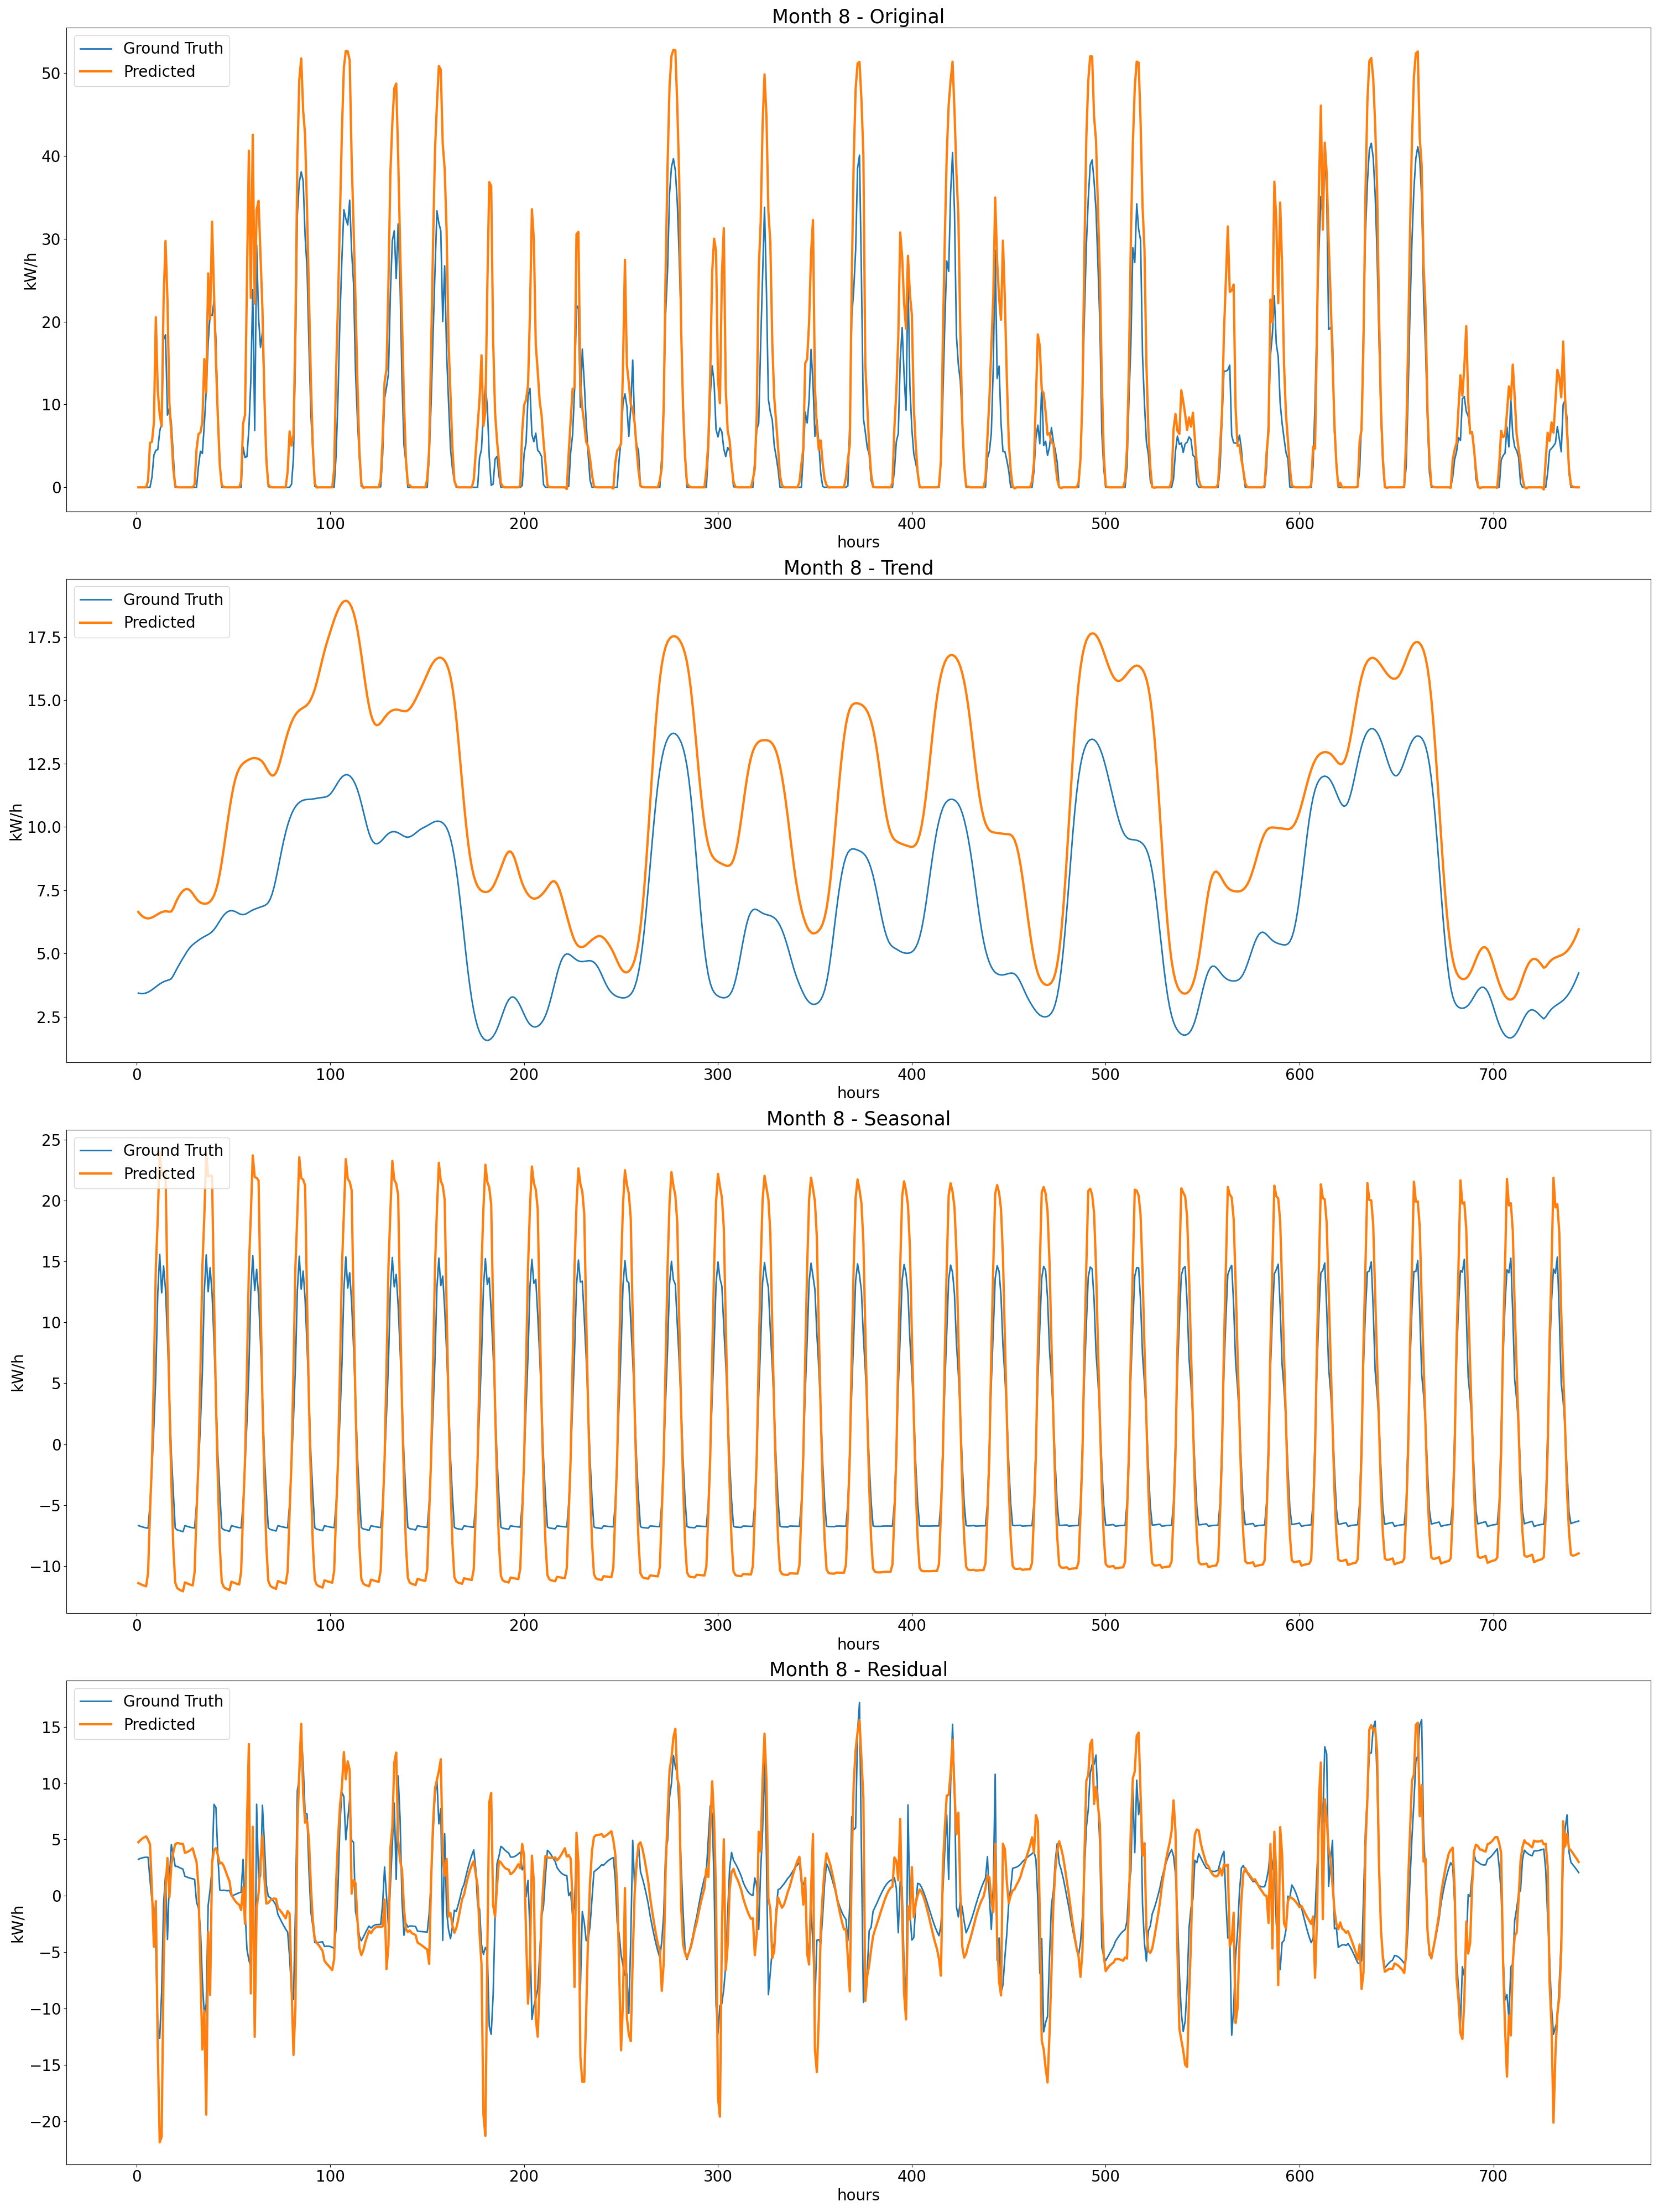 Month 8 - Original
Ground Truth
Predicted
kW/h
50
40
30
20
10
0
0 100 200 300 400 500 600 700
hours
Month 8 - Trend
Ground Truth
Predicted
kW/h
17.5
15.0
12.5
10.0
7.5
5.0
2.5
0 100 200 300 400 500 600 700
hours
Month 8 - Seasonal
Ground Truth
Predicted
kW/h
25
20
15
10
5
0
−5
−10
0 100 200 300 400 500 600 700
hours
Month 8 - Residual
Ground Truth
Predicted
kW/h
15
10
5
0
−5
−10
−15
−20
0 100 200 300 400 500 600 700
hours